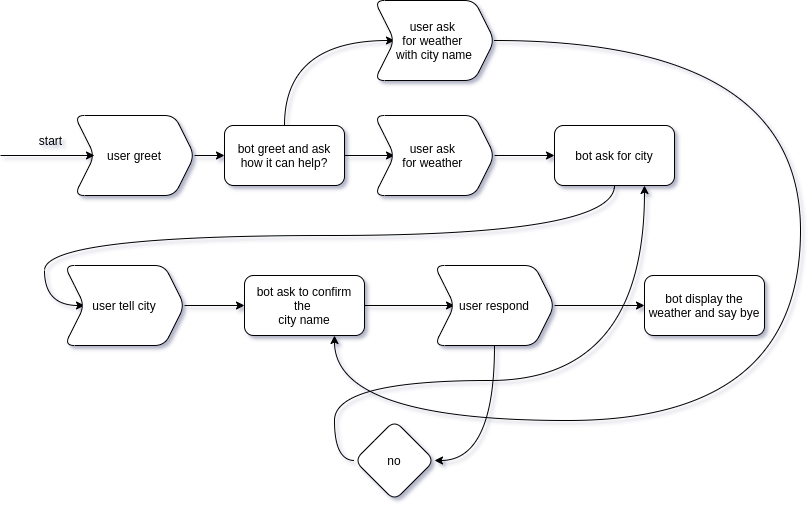 user ask
for weather
with city name
start
user greet
bot greet and ask
how it can help?
user ask
for weather
bot ask for city
user tell city
bot ask to confirm
the
city name
user respond
bot display the
weather and say bye
no